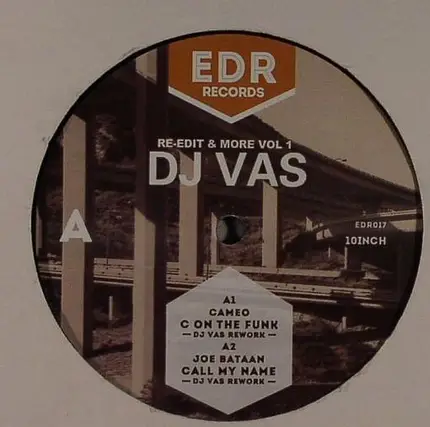 EDR
RECORDS
RE-EDIT & MORE VOL 1
DJ VAS
A
EDR017
10INCH
A1
CAMEO
C ON THE FUNK
— DJ VAS REWORK —
A2
JOE BATAAN
CALL MY NAME
— DJ VAS REWORK —